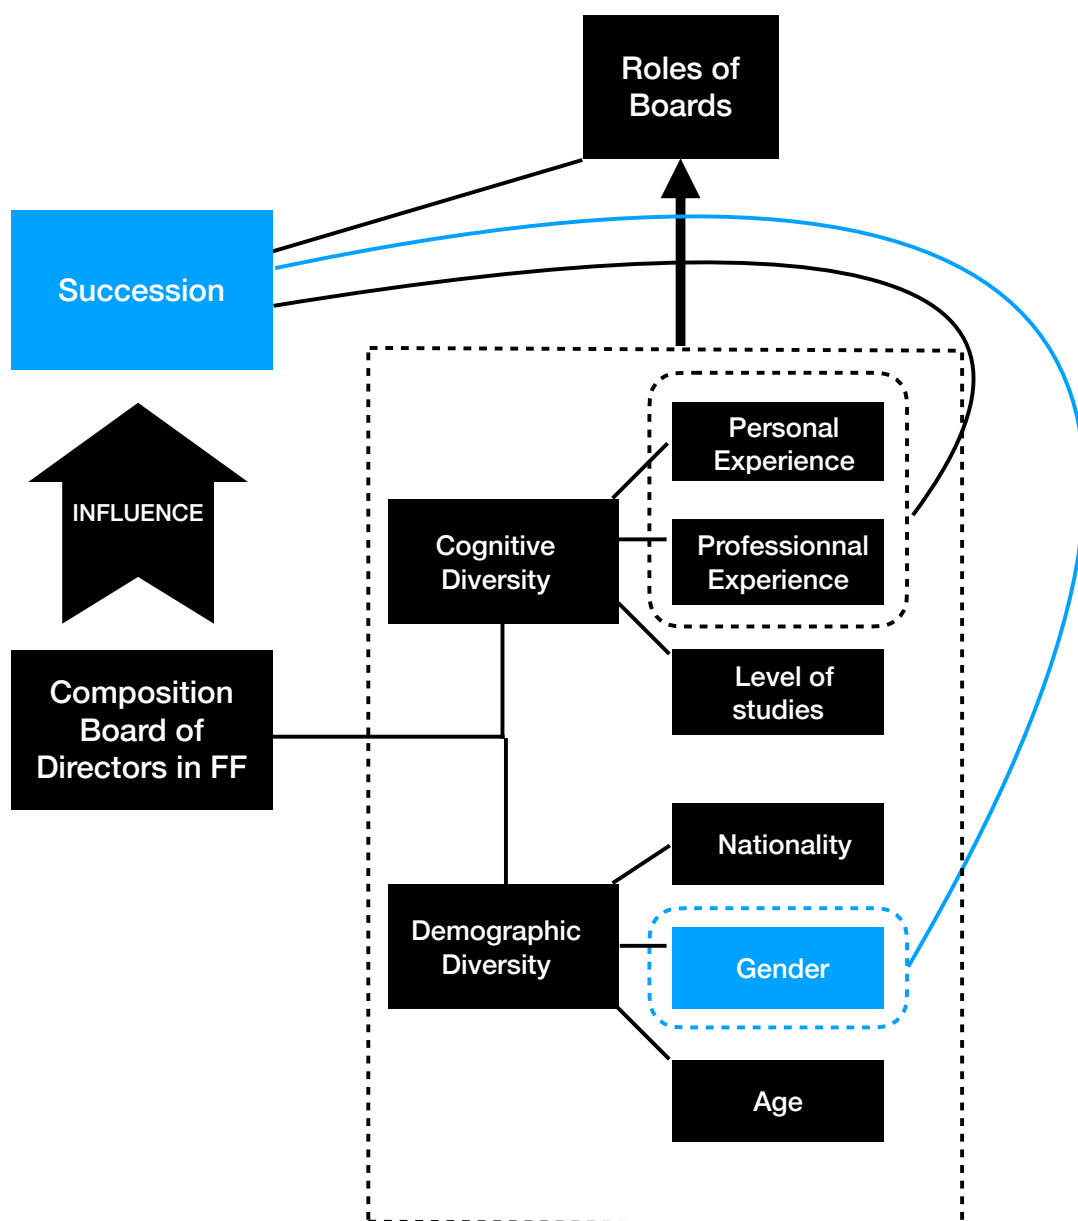 Roles of
Boards
Succession
INFLUENCE
Composition
Board of
Directors in FF
Cognitive
Diversity
Personal
Experience
Professionnal
Experience
Level of
studies
Demographic
Diversity
Nationality
Gender
Age